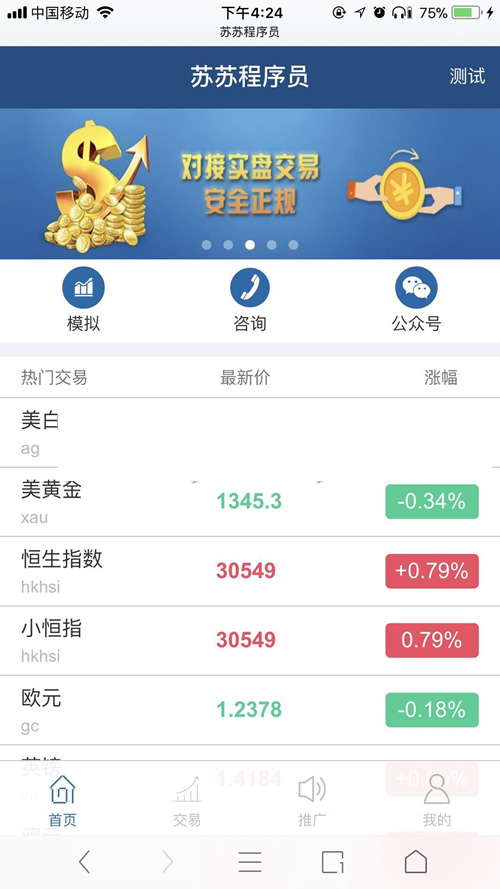 中国移动 下午4:24 75%
苏苏程序员
苏苏程序员 测试
对接实盘交易
安全正规
模拟 咨询 公众号
热门交易 最新价 涨幅
美白
ag
美黄金 1345.3 -0.34%
xau
恒生指数 30549 +0.79%
hkhsi
小恒指 30549 0.79%
hkhsi
欧元 1.2378 -0.18%
gc
英镑 1.4184
首页 交易 推广 我的